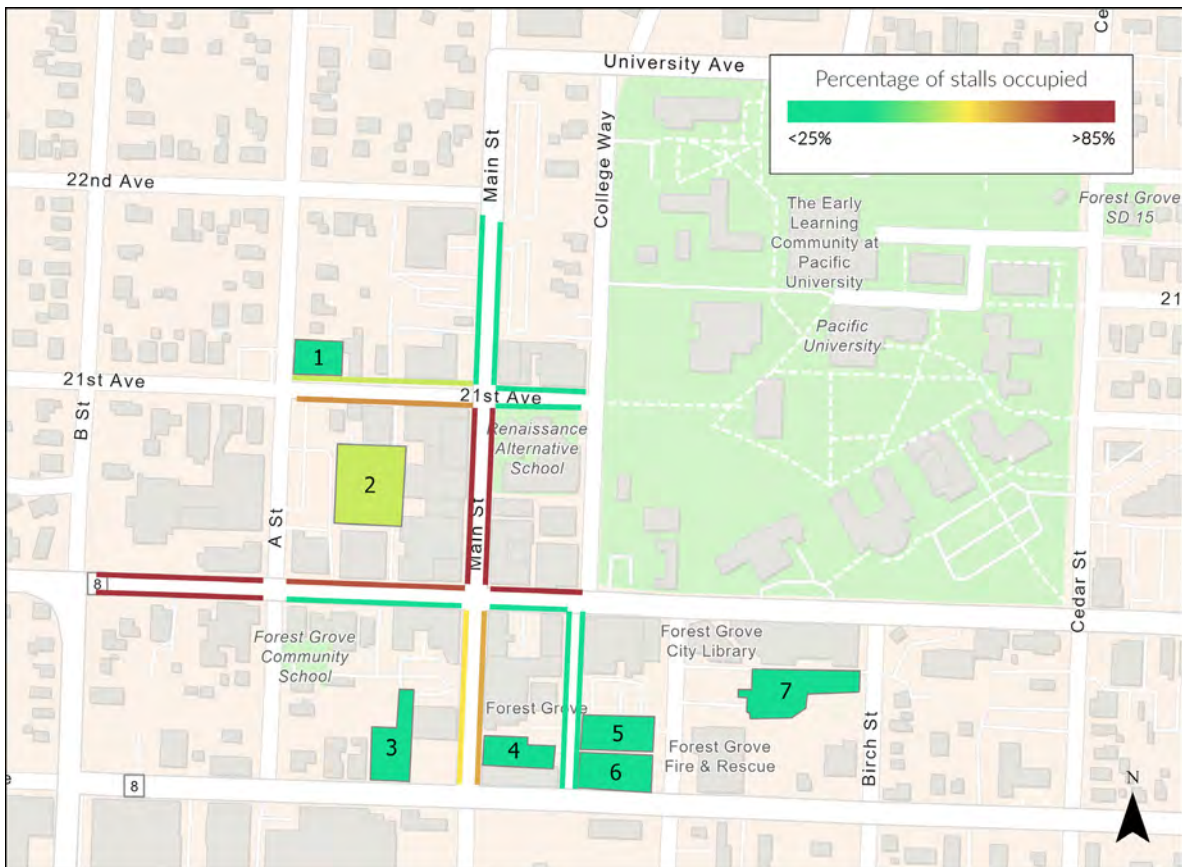 Ce
University Ave
Percentage of stalls occupied
<25%
>85%
Main St
College Way
22nd Ave
The Early
Learning
Community at
Pacific
University
Forest Grove
SD 15
21
Pacific
University
1
21st Ave
21st Ave
B St
Renaissance
Alternative
School
2
A St
Main St
8
Cedar St
Forest Grove
Community
School
Forest Grove
City Library
7
Forest Grove
3
4
5
6
Forest Grove
Fire & Rescue
Birch St
e
8
N